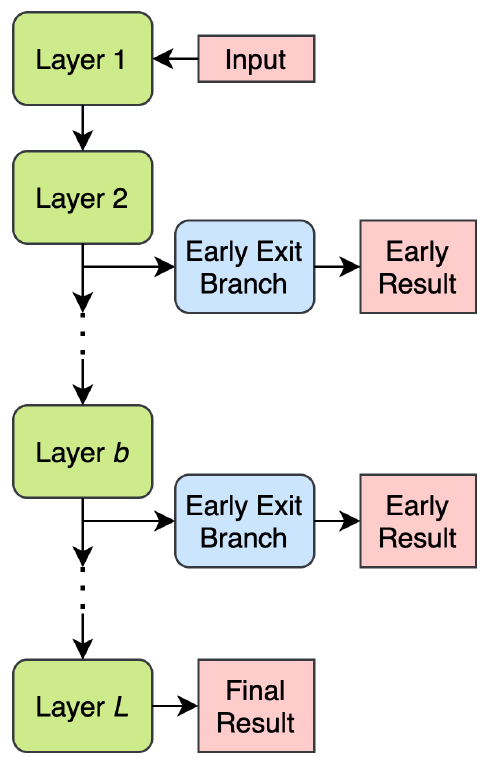 Layer 1
Input
Layer 2
Early Exit
Branch
Early
Result
Layer b
Early Exit
Branch
Early
Result
Layer L
Final
Result